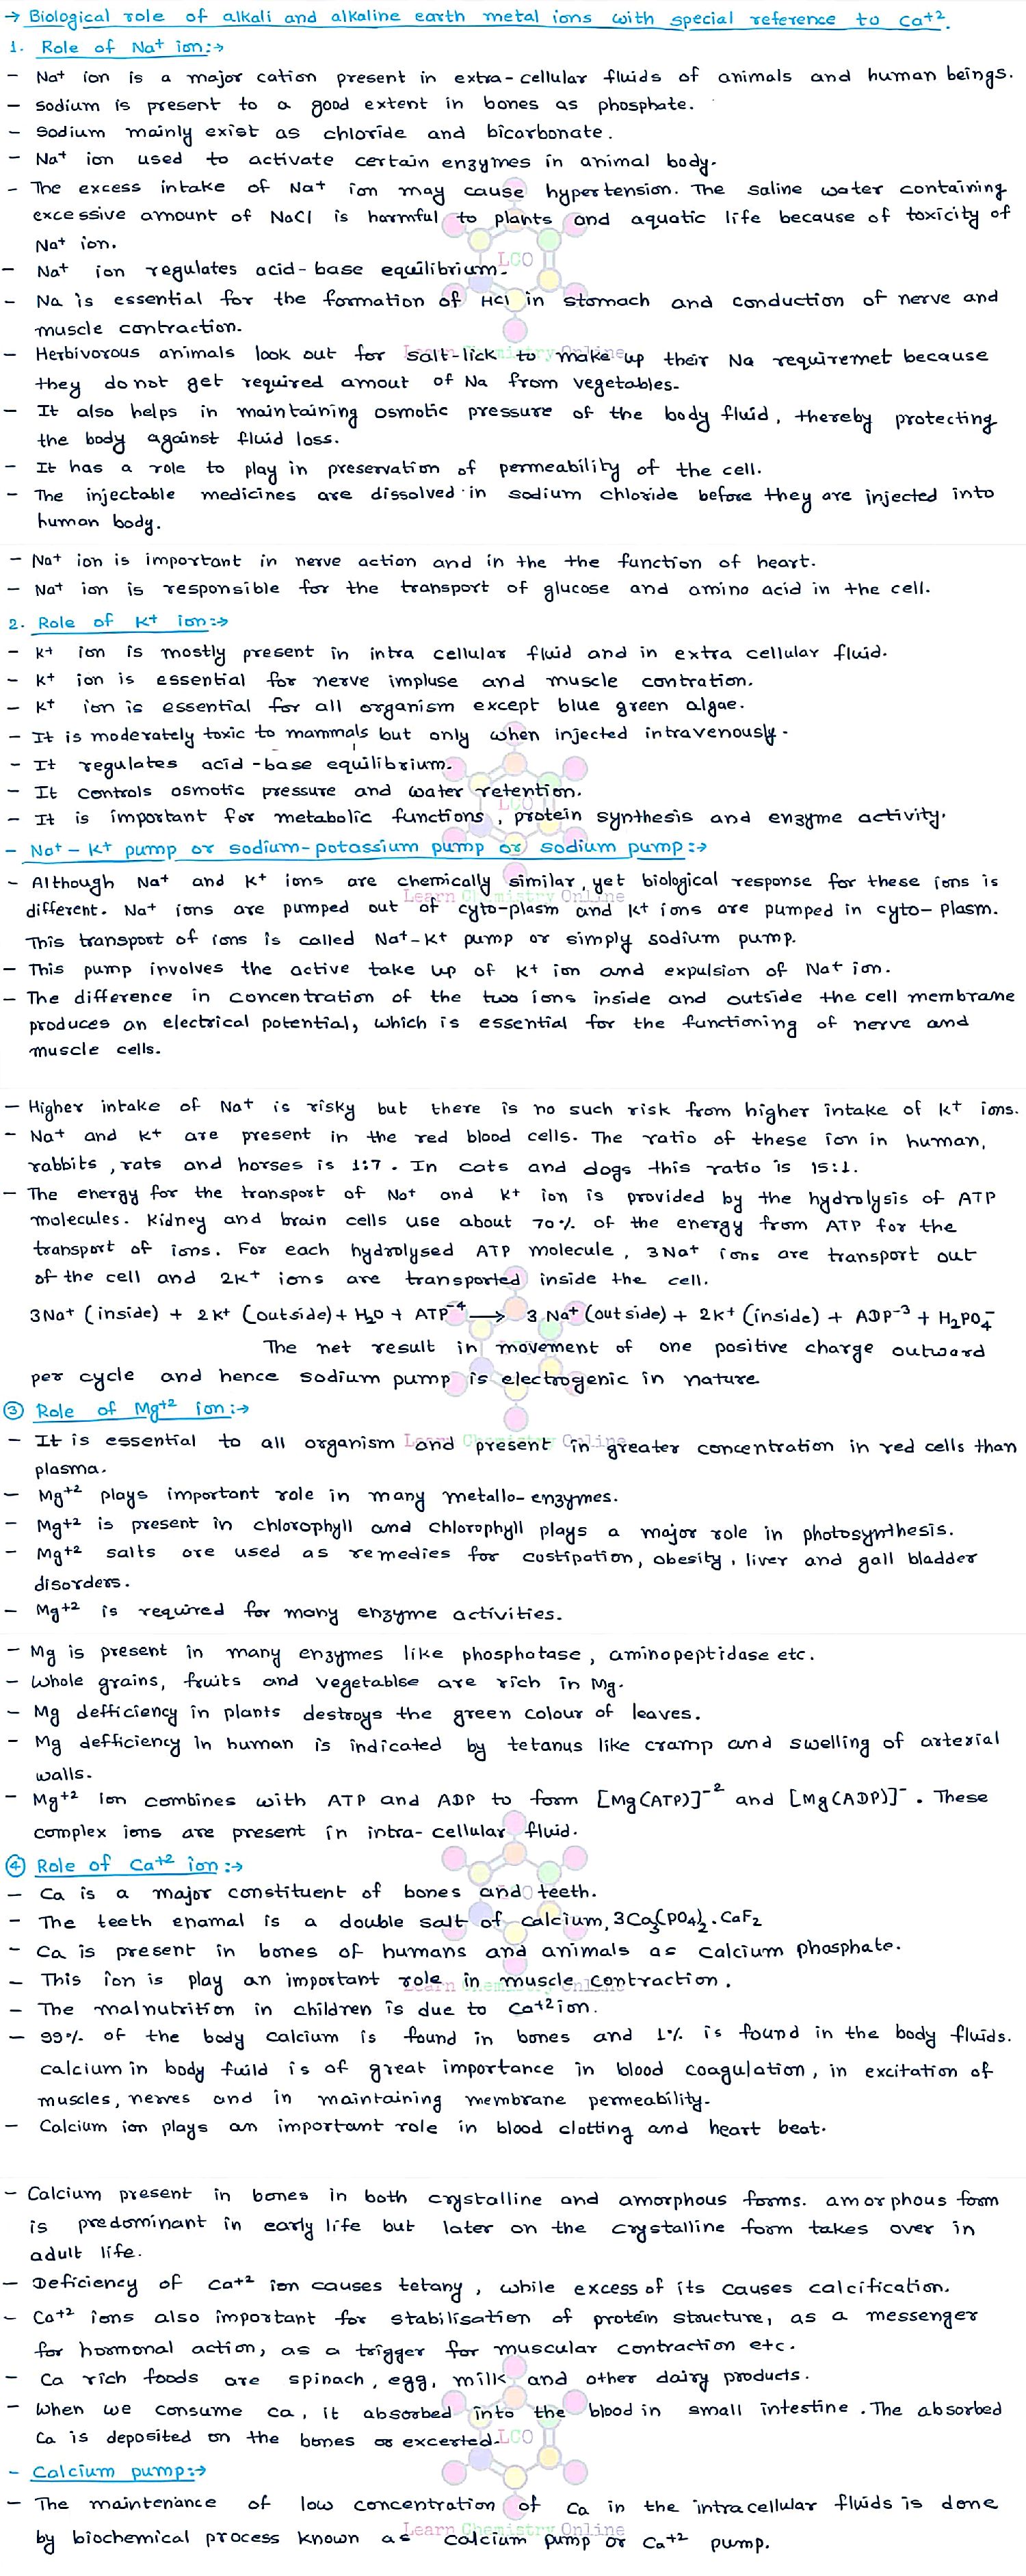 → Biological role of alkali and alkaline earth metal ions with special reference to Ca+2.
1. Role of Na+ ion:→
– Na+ ion is a major cation present in extra-cellular fluids of animals and human beings.
– sodium is present to a good extent in bones as phosphate.
– Sodium mainly exist as chloride and bicarbonate.
– Na+ ion used to activate certain enzymes in animal body.
– The excess intake of Na+ ion may cause hypertension. The saline water containing
excessive amount of NaCl is harmful to plants and aquatic life because of toxicity of
Na+ ion.
– Na+ ion regulates acid-base equilibrium.
– Na is essential for the formation of HCl in stomach and conduction of nerve and
muscle contraction.
– Herbivorous animals look out for salt-lick to make up their Na requiremet because
they do not get required amout of Na from vegetables.
– It also helps in maintaining osmotic pressure of the body fluid, thereby protecting
the body against fluid loss.
– It has a role to play in preservation of permeability of the cell.
– The injectable medicines are dissolved in sodium chloride before they are injected into
human body.
– Na+ ion is important in nerve action and in the the function of heart.
– Na+ ion is responsible for the transport of glucose and amino acid in the cell.
2. Role of K+ ion:→
– K+ ion is mostly present in intra cellular fluid and in extra cellular fluid.
– K+ ion is essential for nerve impluse and muscle contration.
– K+ ion is essential for all organism except blue green algae.
– It is moderately toxic to mammals but only when injected intravenously.
– It regulates acid-base equilibrium.
– It controls osmotic pressure and water retention.
– It is important for metabolic functions, protein synthesis and enzyme activity.
– Na+–K+ pump or sodium-potassium pump or sodium pump:→
– Although Na+ and K+ ions are chemically similar, yet biological response for these ions is
different. Na+ ions are pumped out of cyto-plasm and K+ ions are pumped in cyto-plasm.
This transport of ions is called Na+–K+ pump or simply sodium pump.
– This pump involves the active take up of K+ ion and expulsion of Na+ ion.
– The difference in concentration of the two ions inside and outside the cell membrane
produces an electrical potential, which is essential for the functioning of nerve and
muscle cells.
– Higher intake of Na+ is risky but there is no such risk from higher intake of K+ ions.
– Na+ and K+ are present in the red blood cells. The ratio of these ion in human,
rabbits, rats and horses is 1:7. In cats and dogs this ratio is 15:1.
– The energy for the transport of Na+ and K+ ion is provided by the hydrolysis of ATP
molecules. Kidney and brain cells use about 70% of the energy from ATP for the
transport of ions. For each hydrolysed ATP molecule, 3Na+ ions are transport out
of the cell and 2K+ ions are transported inside the cell.
3Na+ (inside) + 2K+ (outside) + H2O + ATP-4 → 3Na+ (outside) + 2K+ (inside) + ADP-3 + H2PO4-
The net result in movement of one positive charge outward
per cycle and hence sodium pump is electrogenic in nature
③ Role of Mg+2 ion:→
– It is essential to all organism and present in greater concentration in red cells than
plasma.
– Mg+2 plays important role in many metallo-enzymes.
– Mg+2 is present in chlorophyll and chlorophyll plays a major role in photosynthesis.
– Mg+2 salts are used as remedies for costipation, obesity, liver and gall bladder
disorders.
– Mg+2 is required for many enzyme activities.
– Mg is present in many enzymes like phosphotase, aminopeptidase etc.
– Whole grains, fruits and vegetablse are rich in Mg.
– Mg defficiency in plants destroys the green colour of leaves.
– Mg defficiency in human is indicated by tetanus like cramp and swelling of arterial
walls.
– Mg+2 ion combines with ATP and ADP to form [Mg(ATP)]-2 and [Mg(ADP)]-. These
complex ions are present in intra-cellular fluid.
④ Role of Ca+2 ion:→
– Ca is a major constituent of bones and teeth.
– The teeth enamal is a double salt of calcium, 3Ca3(PO4)2.CaF2
– Ca is present in bones of humans and animals as calcium phosphate.
– This ion is play an important role in muscle contraction.
– The malnutrition in children is due to Ca+2 ion.
– 99% of the body calcium is found in bones and 1% is found in the body fluids.
calcium in body fuild is of great importance in blood coagulation, in excitation of
muscles, nerves and in maintaining membrane permeability.
– Calcium ion plays an important role in blood clotting and heart beat.
– Calcium present in bones in both crystalline and amorphous forms. amorphous form
is predominant in early life but later on the crystalline form takes over in
adult life.
– Deficiency of Ca+2 ion causes tetany, while excess of its causes calcification.
– Ca+2 ions also important for stabilisation of protein structure, as a messenger
for hormonal action, as a trigger for muscular contraction etc.
– Ca rich foods are spinach, egg, milk and other dairy products.
– When we consume ca, it absorbed into the blood in small intestine. The absorbed
Ca is deposited on the bones or excerted.
– Calcium pump:→
– The maintenance of low concentration of Ca in the intracellular fluids is done
by biochemical process known as calcium pump or Ca+2 pump.